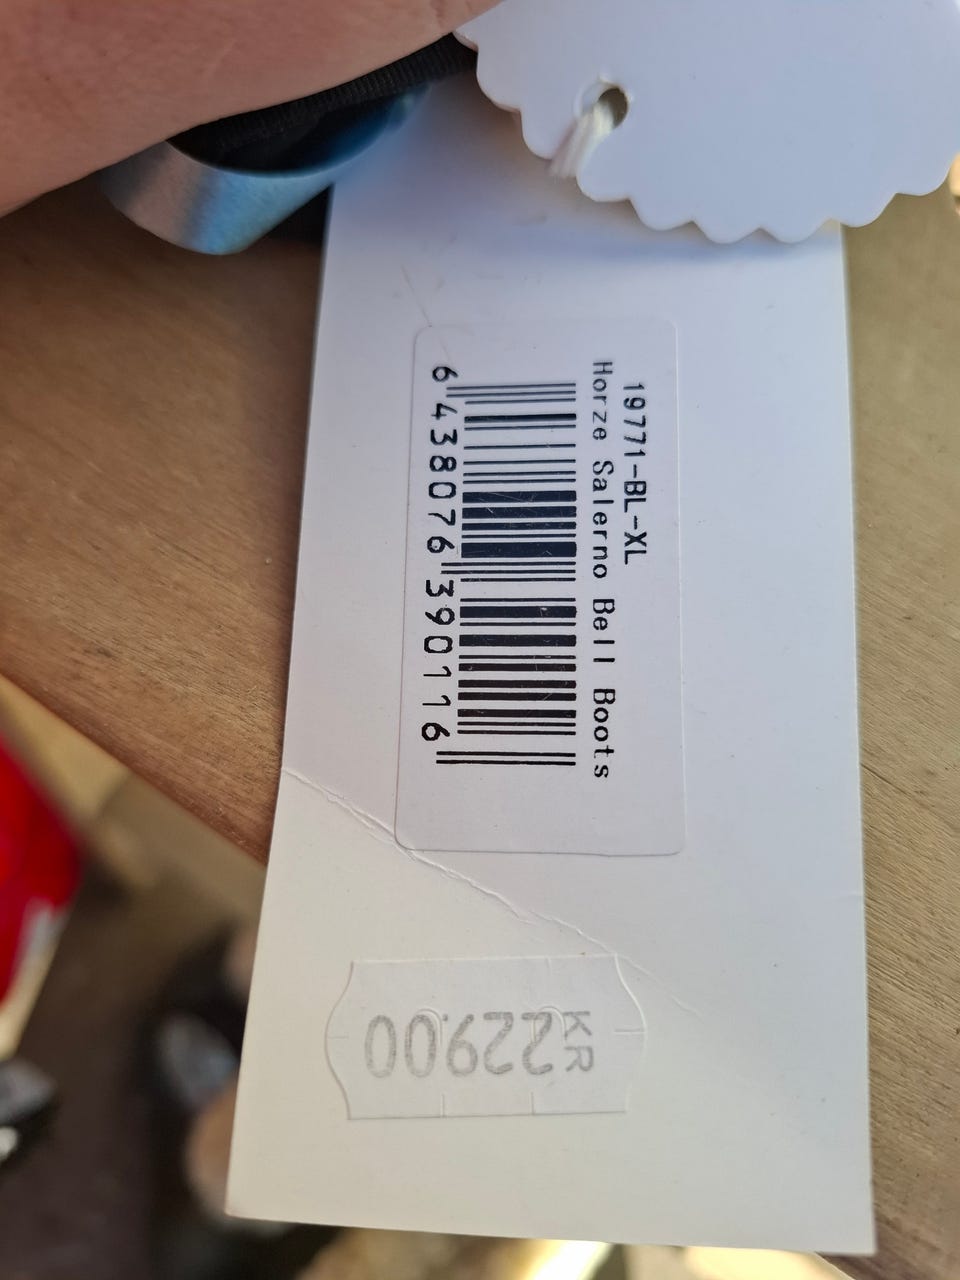 19771-BL-XL
Horze Salerno Bell Boots
6 438076 390116
KR
229.00